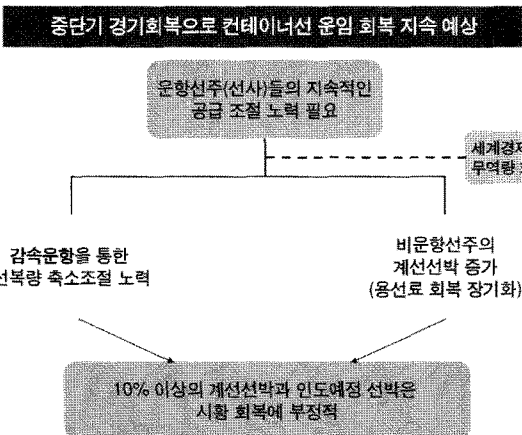 중단기 경기회복으로 컨테이너선 운임 회복 지속 예상
운항선주(선사)들의 지속적인
공급 조절 노력 필요
세계경제
무역량
감속운항을 통한
선복량 축소조절 노력
비운항선주의
계선선박 증가
(용선료 회복 장기화)
10% 이상의 계선선박과 인도예정 선박은
시황 회복에 부정적